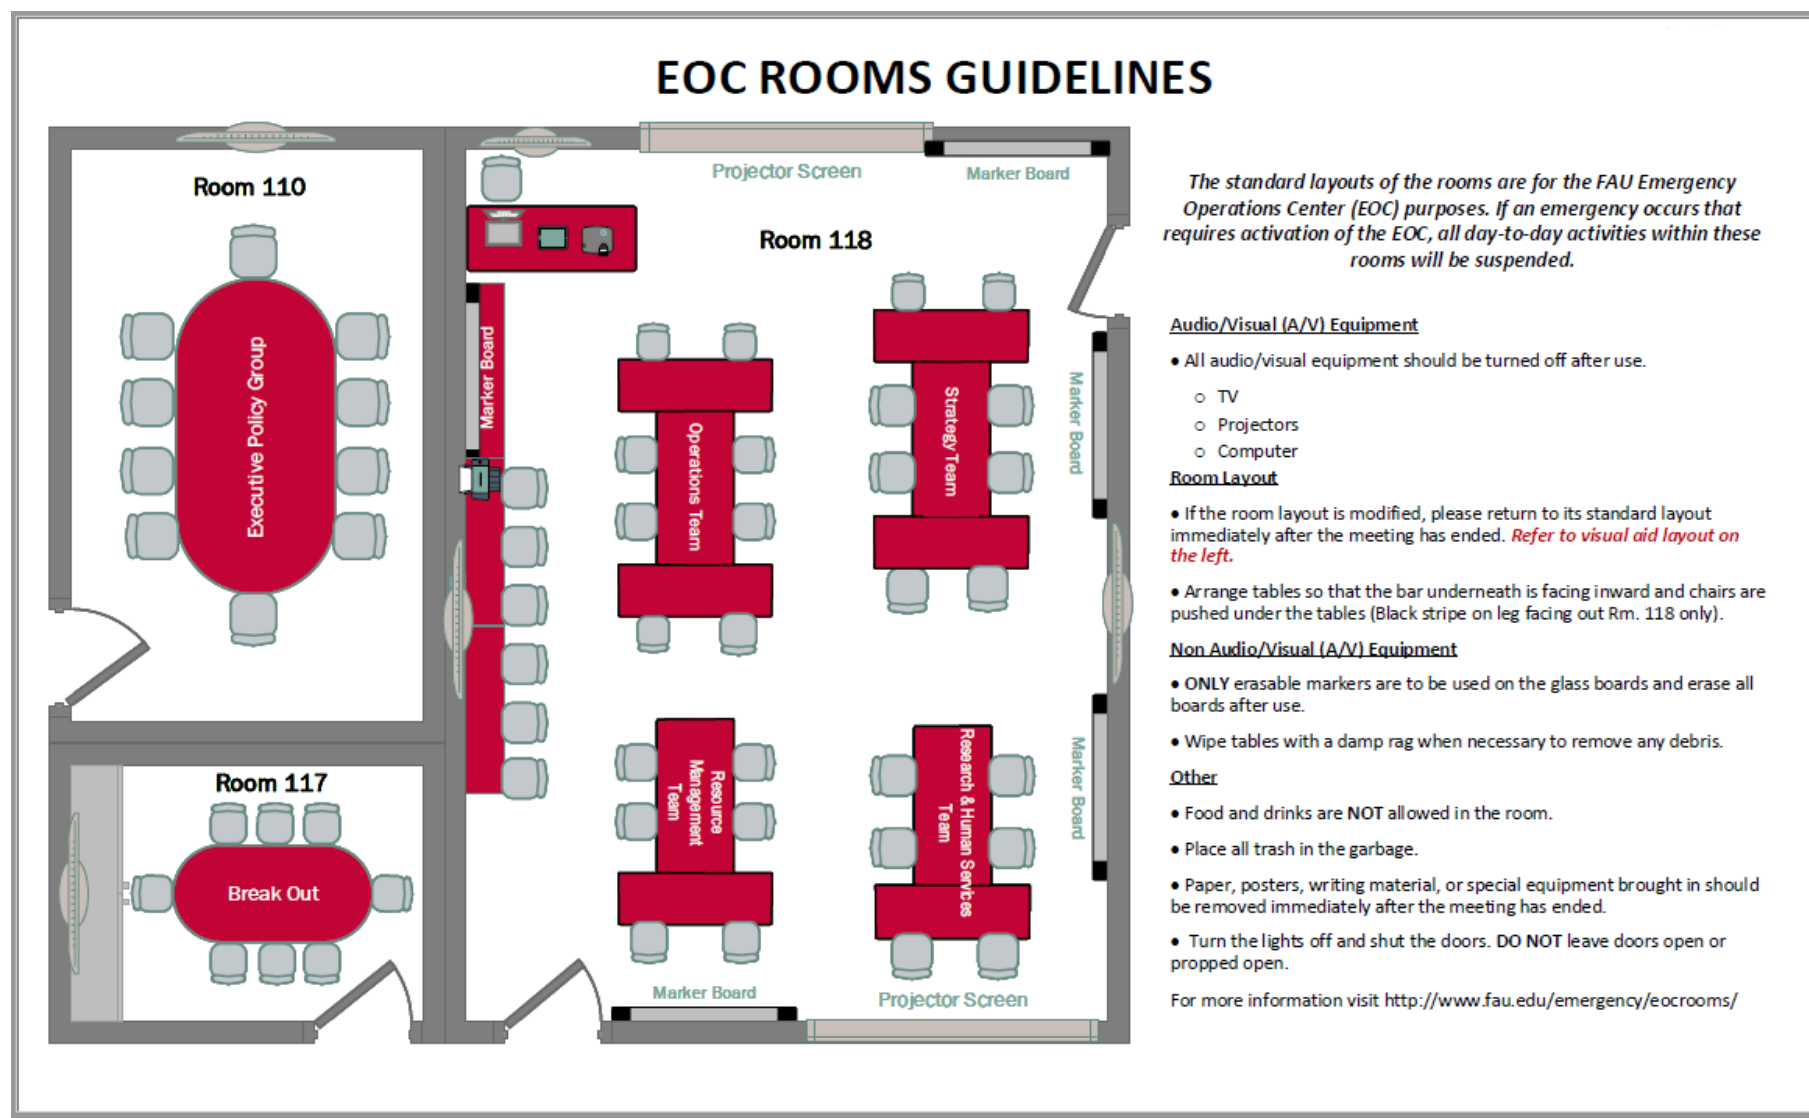 EOC ROOMS GUIDELINES
Room 110
Executive Policy Group
Room 117
Break Out
Projector Screen
Marker Board
Room 118
Marker Board
Operations Team
Strategy Team
Marker Board
Resource
Management
Team
Research & Human Services
Team
Marker Board
Marker Board
Projector Screen
The standard layouts of the rooms are for the FAU Emergency
Operations Center (EOC) purposes. If an emergency occurs that
requires activation of the EOC, all day-to-day activities within these
rooms will be suspended.
Audio/Visual (A/V) Equipment
• All audio/visual equipment should be turned off after use.
o TV
o Projectors
o Computer
Room Layout
• If the room layout is modified, please return to its standard layout
immediately after the meeting has ended. Refer to visual aid layout on
the left.
• Arrange tables so that the bar underneath is facing inward and chairs are
pushed under the tables (Black stripe on leg facing out Rm. 118 only).
Non Audio/Visual (A/V) Equipment
• ONLY erasable markers are to be used on the glass boards and erase all
boards after use.
• Wipe tables with a damp rag when necessary to remove any debris.
Other
• Food and drinks are NOT allowed in the room.
• Place all trash in the garbage.
• Paper, posters, writing material, or special equipment brought in should
be removed immediately after the meeting has ended.
• Turn the lights off and shut the doors. DO NOT leave doors open or
propped open.
For more information visit http://www.fau.edu/emergency/eocrooms/